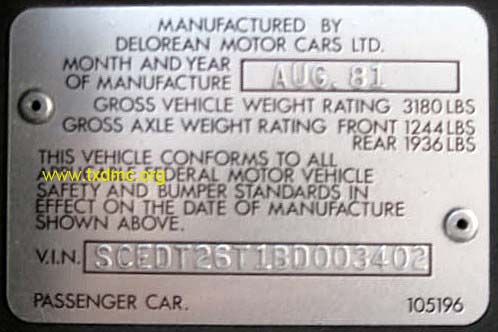 MANUFACTURED BY
DELOREAN MOTOR CARS LTD.
MONTH AND YEAR
OF MANUFACTURE AUG. 81
GROSS VEHICLE WEIGHT RATING 3180 LBS
GROSS AXLE WEIGHT RATING FRONT 1244 LBS
REAR 1936 LBS
THIS VEHICLE CONFORMS TO ALL
FEDERAL MOTOR VEHICLE
www.txdmc.org
SAFETY AND BUMPER STANDARDS IN
EFFECT ON THE DATE OF MANUFACTURE
SHOWN ABOVE.
V.I.N. SCEDT26T1BD003402
PASSENGER CAR. 105196